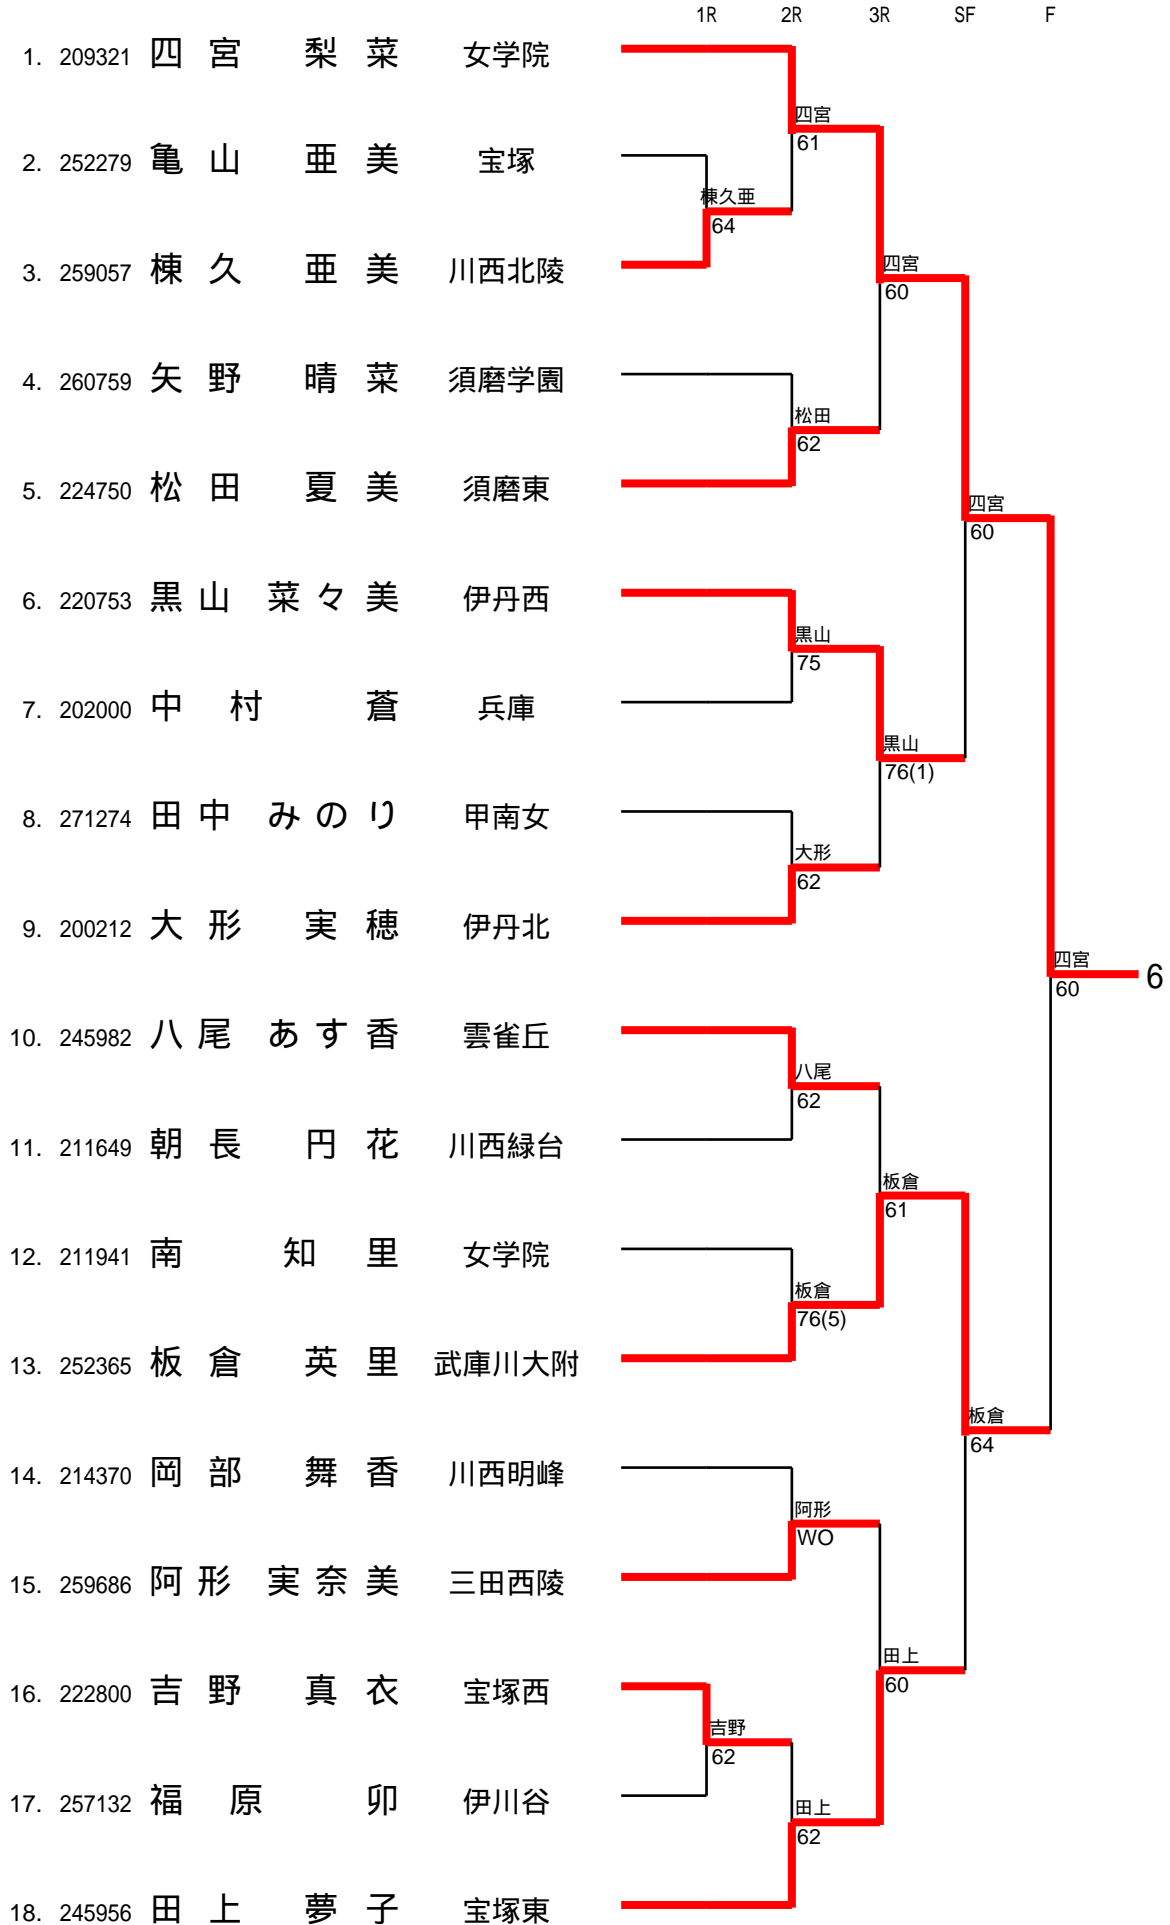 1R 2R 3R SF F
1. 209321 四宮 梨菜 女学院
四宮
61
2. 252279 亀山 亜美 宝塚
棟久亜
64
3. 259057 棟久 亜美 川西北陵
四宮
60
4. 260759 矢野 晴菜 須磨学園
松田
62
5. 224750 松田 夏美 須磨東
四宮
60
6. 220753 黒山 菜々美 伊丹西
黒山
75
7. 202000 中村 蒼 兵庫
黒山
76(1)
8. 271274 田中 みのり 甲南女
大形
62
9. 200212 大形 実穂 伊丹北
四宮
60
6
10. 245982 八尾 あす香 雲雀丘
八尾
62
11. 211649 朝長 円花 川西緑台
板倉
61
12. 211941 南 知里 女学院
板倉
76(5)
13. 252365 板倉 英里 武庫川大附
板倉
64
14. 214370 岡部 舞香 川西明峰
阿形
WO
15. 259686 阿形 実奈美 三田西陵
田上
60
16. 222800 吉野 真衣 宝塚西
吉野
62
17. 257132 福原 卯 伊川谷
田上
62
18. 245956 田上 夢子 宝塚東